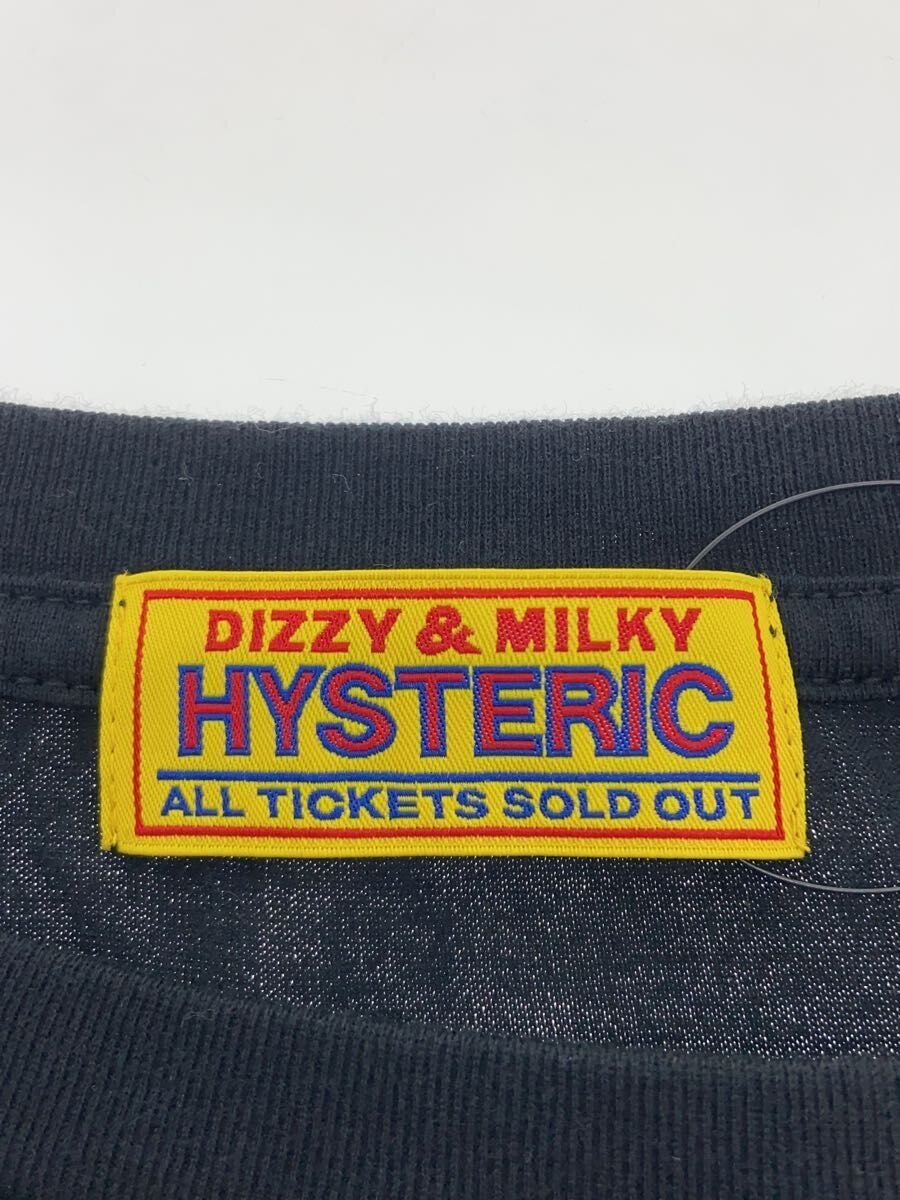 DIZZY & MILKY
HYSTERIC
ALL TICKETS SOLD OUT